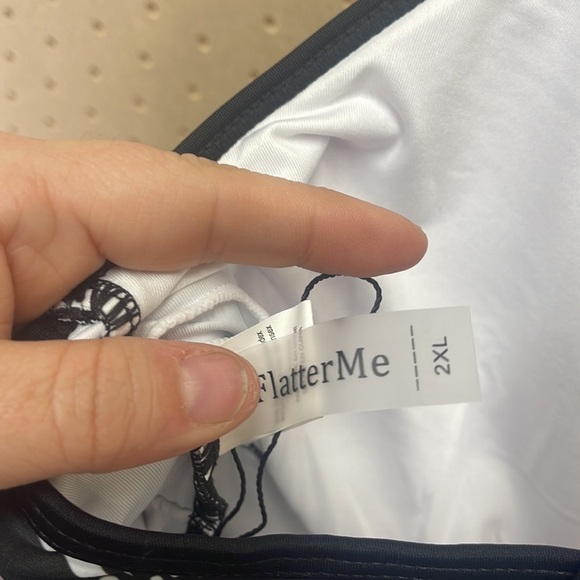 FlatterMe
------
2XL